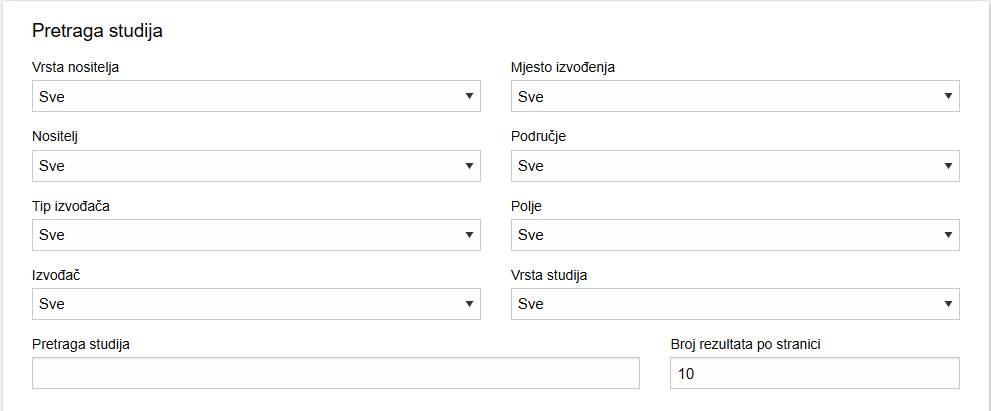 Pretraga studija
Vrsta nositelja
Mjesto izvođenja
Sve
Sve
Nositelj
Područje
Sve
Sve
Tip izvođača
Polje
Sve
Sve
Izvođač
Vrsta studija
Sve
Sve
Pretraga studija
Broj rezultata po stranici
10